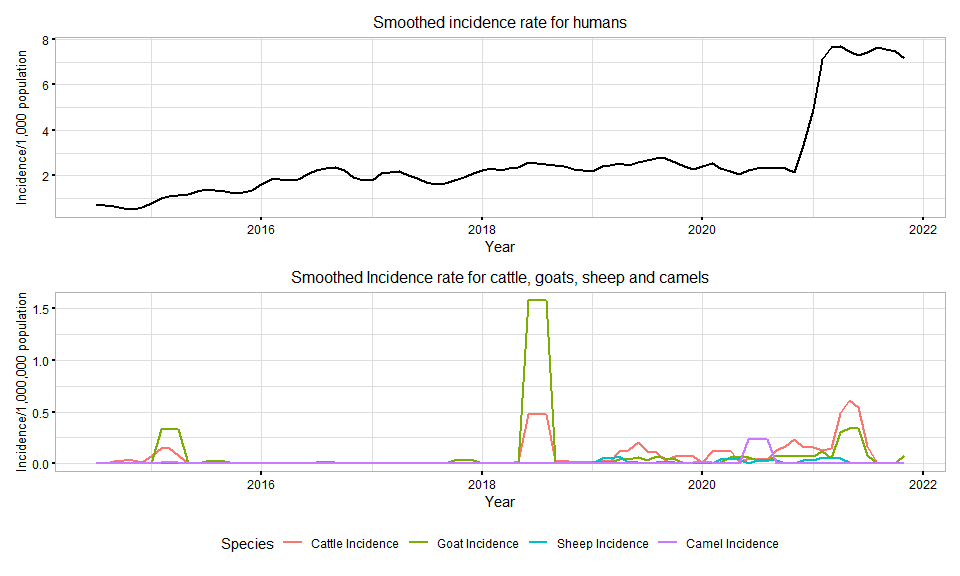 Smoothed incidence rate for humans
Incidence/1,000 population
8
6
4
2
2016 2018 2020 2022
Year
Smoothed Incidence rate for cattle, goats, sheep and camels
Incidence/1,000,000 population
1.5
1.0
0.5
0.0
2016 2018 2020 2022
Year
Species Cattle Incidence Goat Incidence Sheep Incidence Camel Incidence